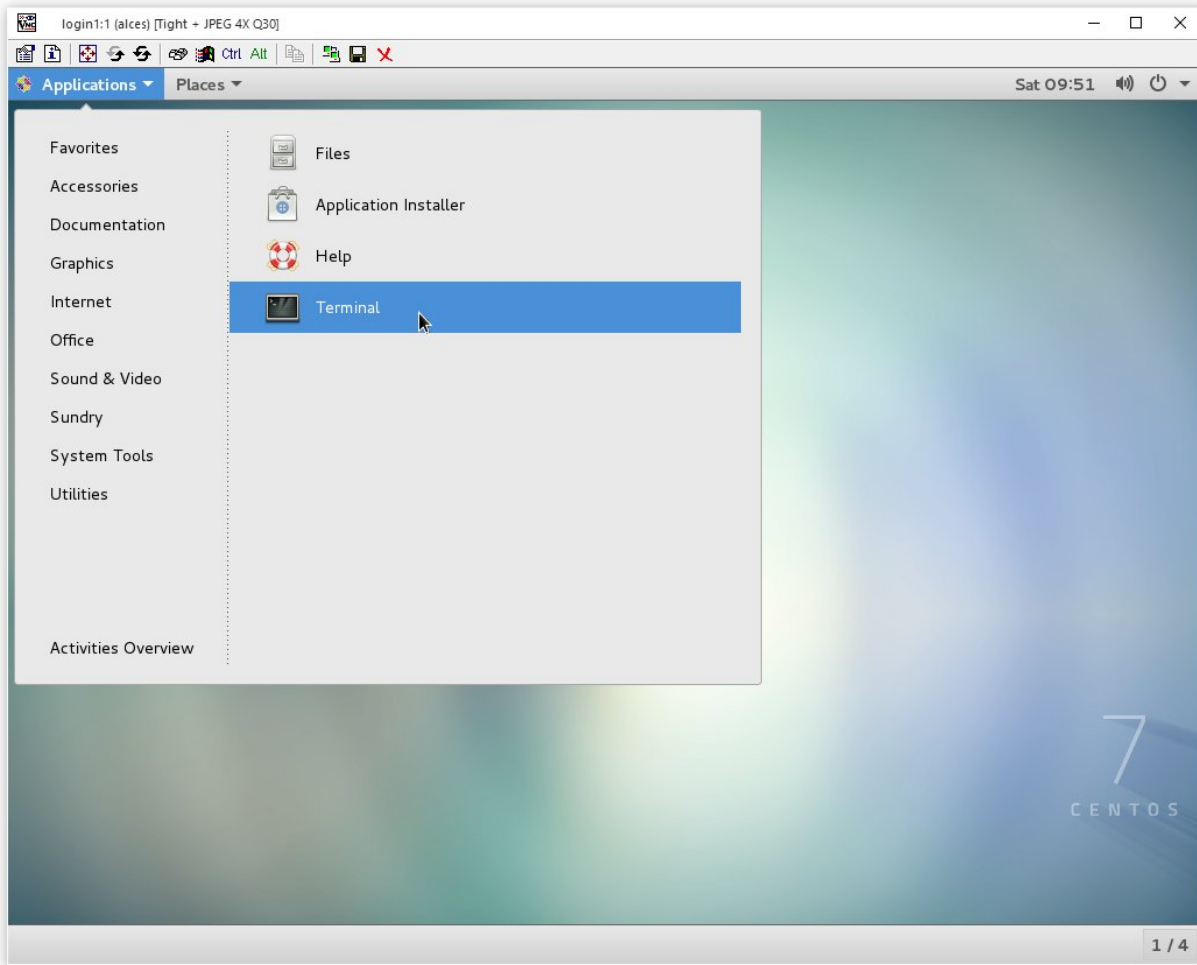 login1:1 (alces) [Tight + JPEG 4X Q30]
Ctrl Alt
Applications Places Sat 09:51
Favorites
Accessories
Documentation
Graphics
Internet
Office
Sound & Video
Sundry
System Tools
Utilities
Activities Overview
Files
Application Installer
Help
Terminal
7
CENTOS
1 / 4